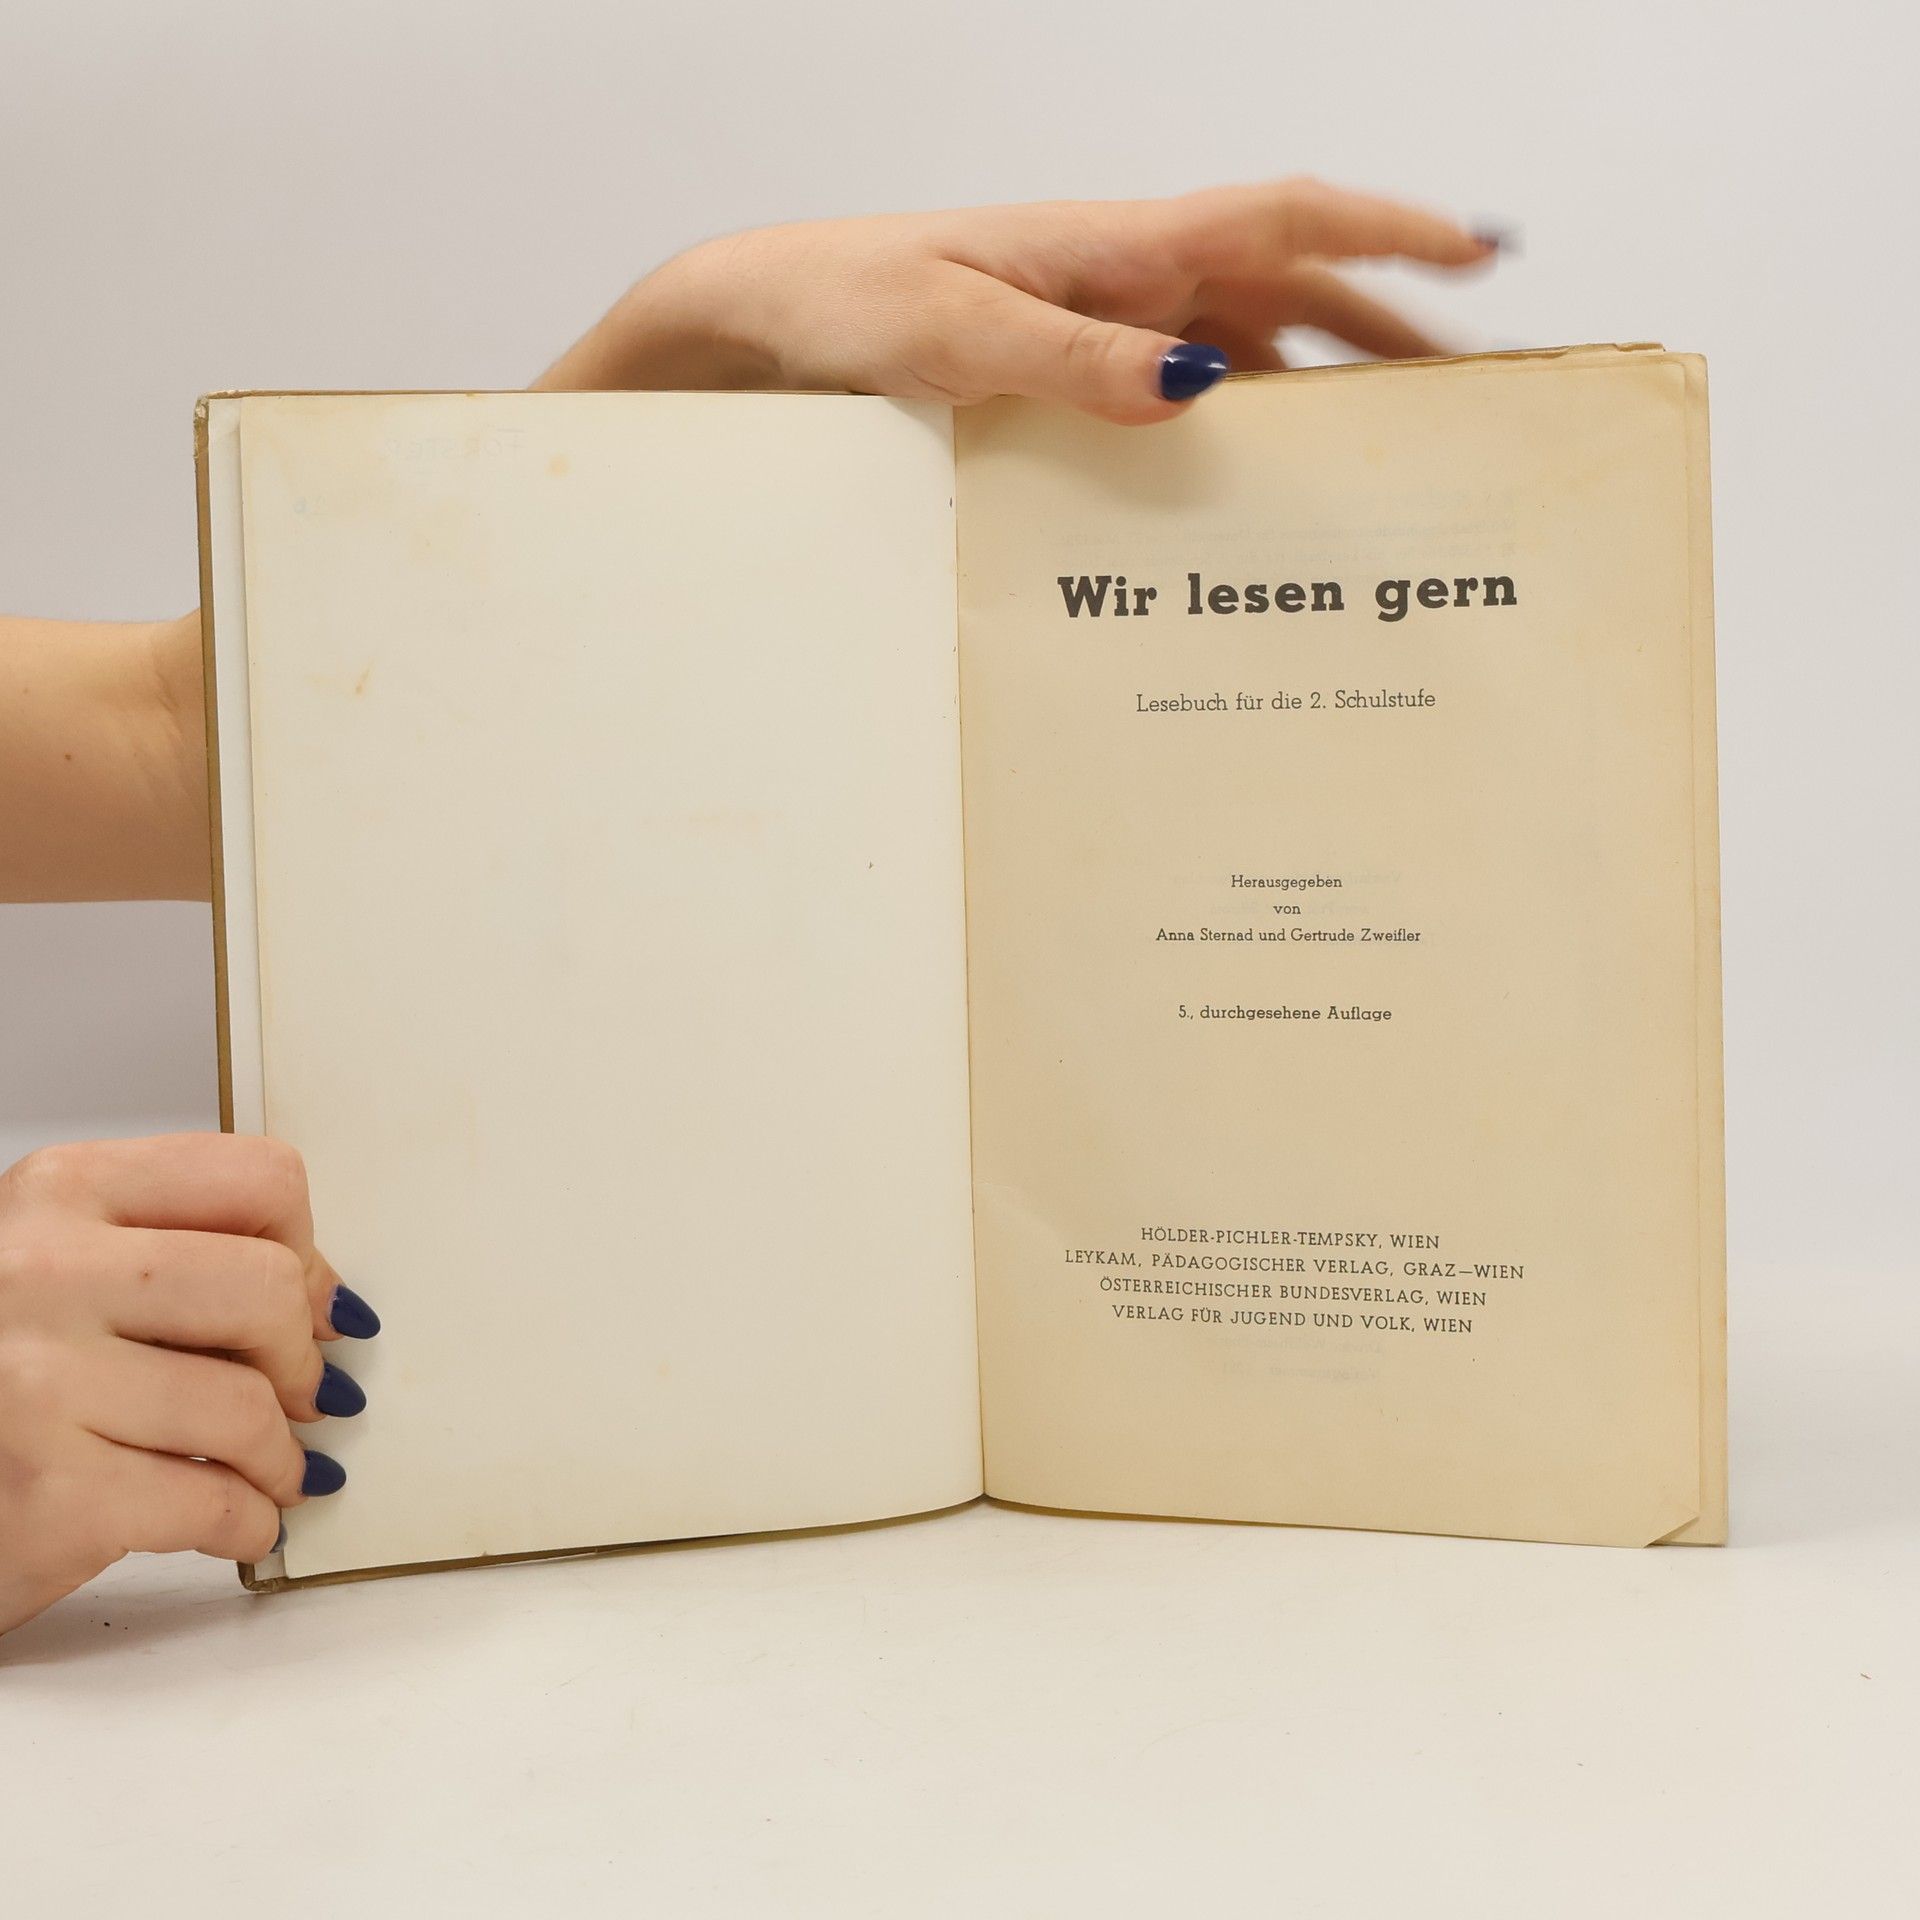 Wir lesen gern
Lesebuch für die 2. Schulstufe
Herausgegeben
von
Anna Sternad und Gertrude Zweifler
5., durchgesehene Auflage
HÖLDER-PICHLER-TEMPSKY, WIEN
LEYKAM, PÄDAGOGISCHER VERLAG, GRAZ—WIEN
ÖSTERREICHISCHER BUNDESVERLAG, WIEN
VERLAG FÜR JUGEND UND VOLK, WIEN